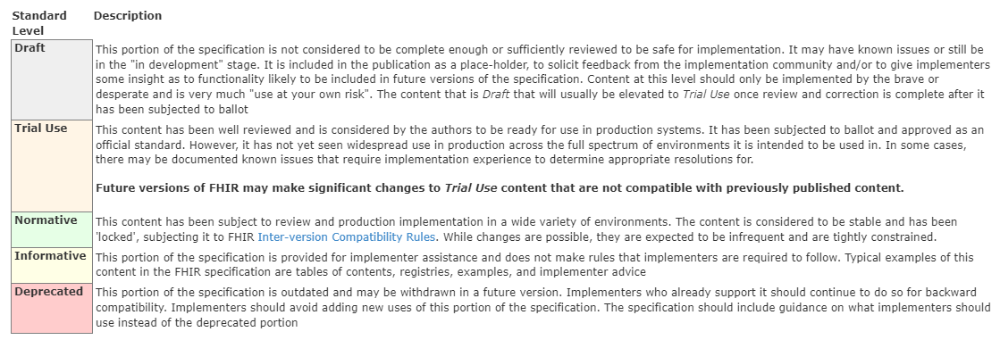 Standard Level
Description
Draft
This portion of the specification is not considered to be complete enough or sufficiently reviewed to be safe for implementation. It may have known issues or still be
in the "in development" stage. It is included in the publication as a place-holder, to solicit feedback from the implementation community and/or to give implementers
some insight as to functionality likely to be included in future versions of the specification. Content at this level should only be implemented by the brave or
desperate and is very much "use at your own risk". The content that is Draft that will usually be elevated to Trial Use once review and correction is complete after it
has been subjected to ballot
Trial Use
This content has been well reviewed and is considered by the authors to be ready for use in production systems. It has been subjected to ballot and approved as an
official standard. However, it has not yet seen widespread use in production across the full spectrum of environments it is intended to be used in. In some cases,
there may be documented known issues that require implementation experience to determine appropriate resolutions for.
Future versions of FHIR may make significant changes to Trial Use content that are not compatible with previously published content.
Normative
This content has been subject to review and production implementation in a wide variety of environments. The content is considered to be stable and has been
'locked', subjecting it to FHIR Inter-version Compatibility Rules. While changes are possible, they are expected to be infrequent and are tightly constrained.
Informative
This portion of the specification is provided for implementer assistance and does not make rules that implementers are required to follow. Typical examples of this
content in the FHIR specification are tables of contents, registries, examples, and implementer advice
Deprecated
This portion of the specification is outdated and may be withdrawn in a future version. Implementers who already support it should continue to do so for backward
compatibility. Implementers should avoid adding new uses of this portion of the specification. The specification should include guidance on what implementers should
use instead of the deprecated portion